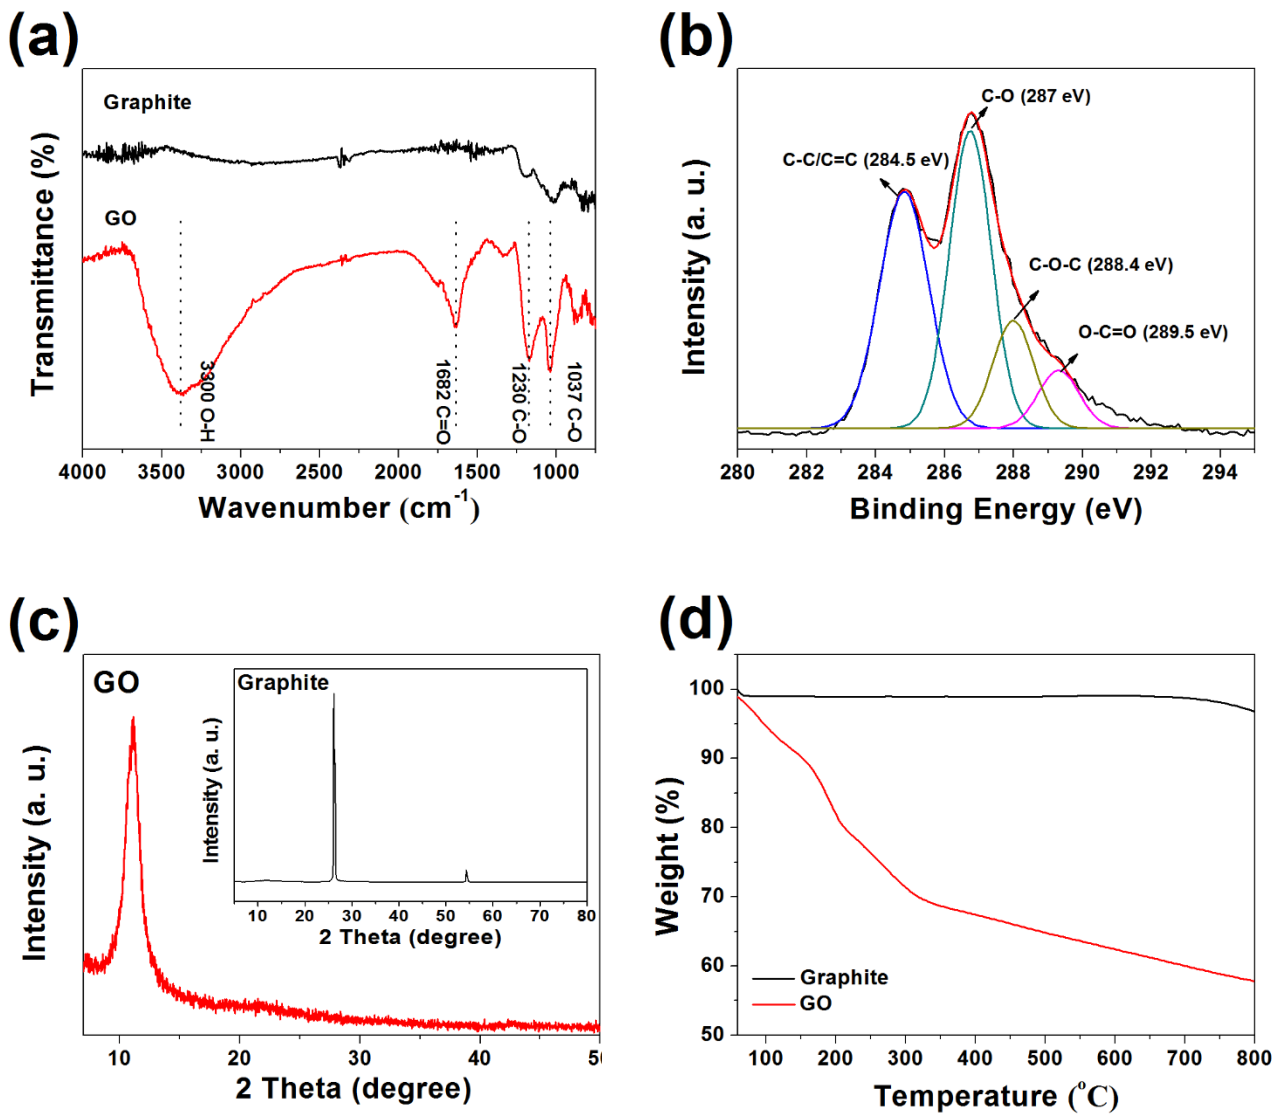 (a)
Graphite
GO
3300 O-H
1682 C=O
1230 C-O
1037 C-O
Transmittance (%)
4000 3500 3000 2500 2000 1500 1000
Wavenumber (cm⁻¹)
(b)
C-O (287 eV)
C-C/C=C (284.5 eV)
C-O-C (288.4 eV)
O-C=O (289.5 eV)
Intensity (a. u.)
280 282 284 286 288 290 292 294
Binding Energy (eV)
(c)
GO
Intensity (a. u.)
Graphite
Intensity (a. u.)
10 20 30 40 50 60 70 80
2 Theta (degree)
10 20 30 40 50
2 Theta (degree)
(d)
100
90
80
70
60
50
Weight (%)
Graphite
GO
100 200 300 400 500 600 700 800
Temperature (°C)